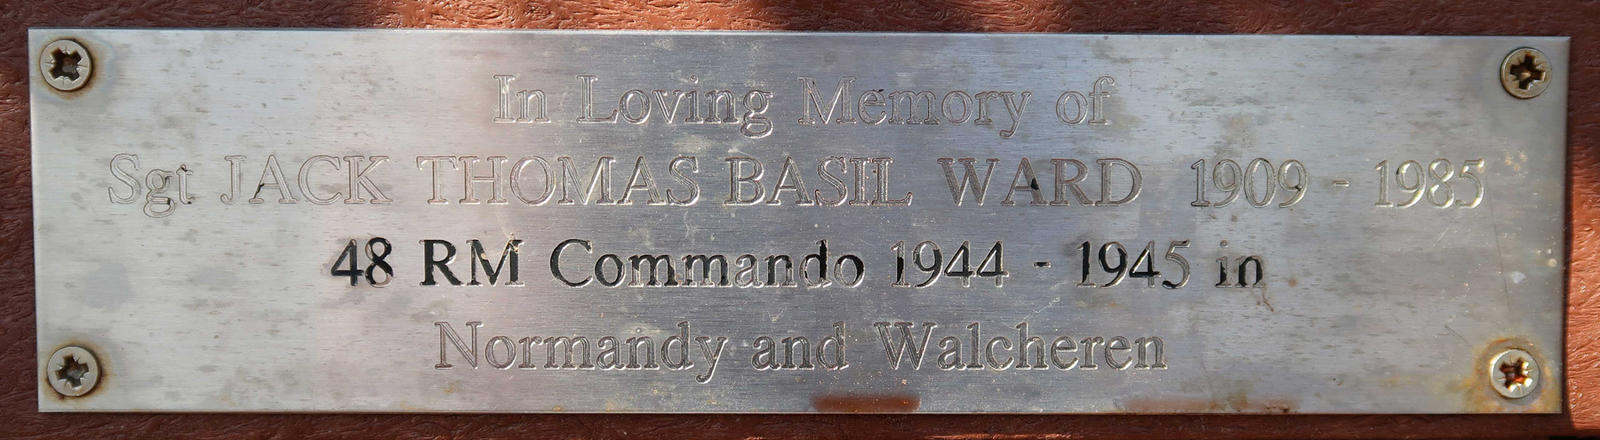 In Loving Memory of
Sgt JACK THOMAS BASIL WARD 1909 - 1985
48 RM Commando 1944 - 1945 in
Normandy and Walcheren